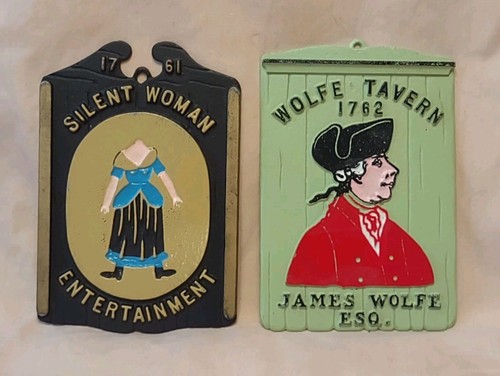 17 61
SILENT WOMAN
ENTERTAINMENT
WOLFE TAVERN
1762
JAMES WOLFE
ESQ.